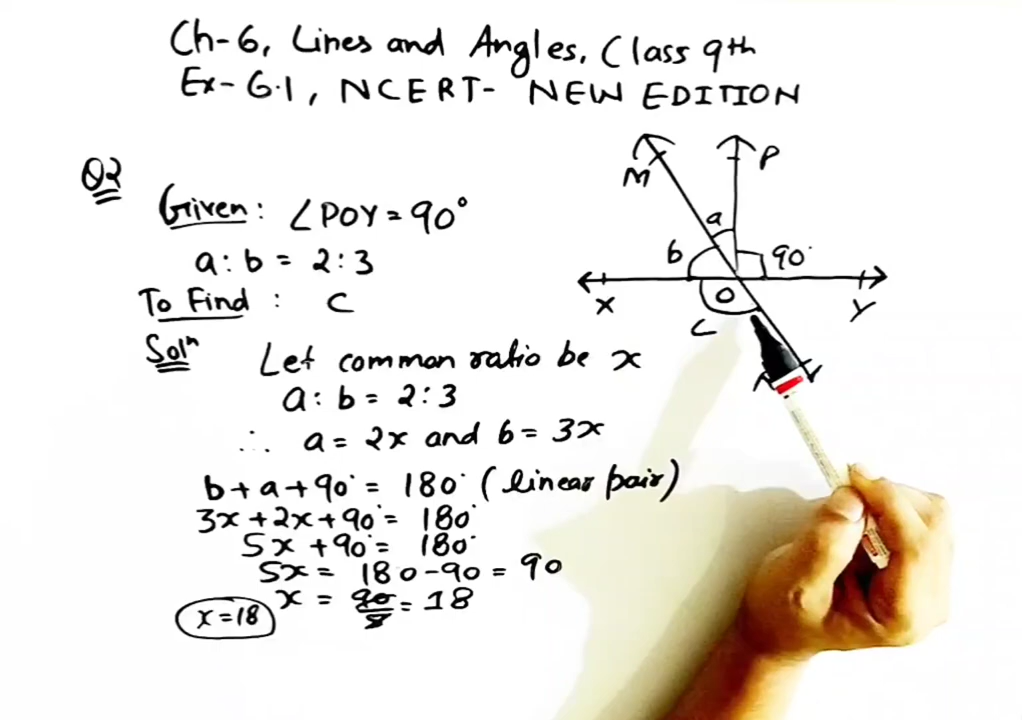 Ch-6, Lines and Angles, Class 9th
Ex-6.1, NCERT- NEW EDITION
Q2
Given: ∠POY = 90°
a:b = 2:3
To Find: C
Solⁿ
Let common ratio be x
a:b = 2:3
∴ a = 2x and b = 3x
b+a+90° = 180° (linear pair)
3x+2x+90° = 180°
5x+90° = 180°
5x = 180-90 = 90
x = 90/5 = 18
x=18
M
P
a
b
90°
X
O
Y
C